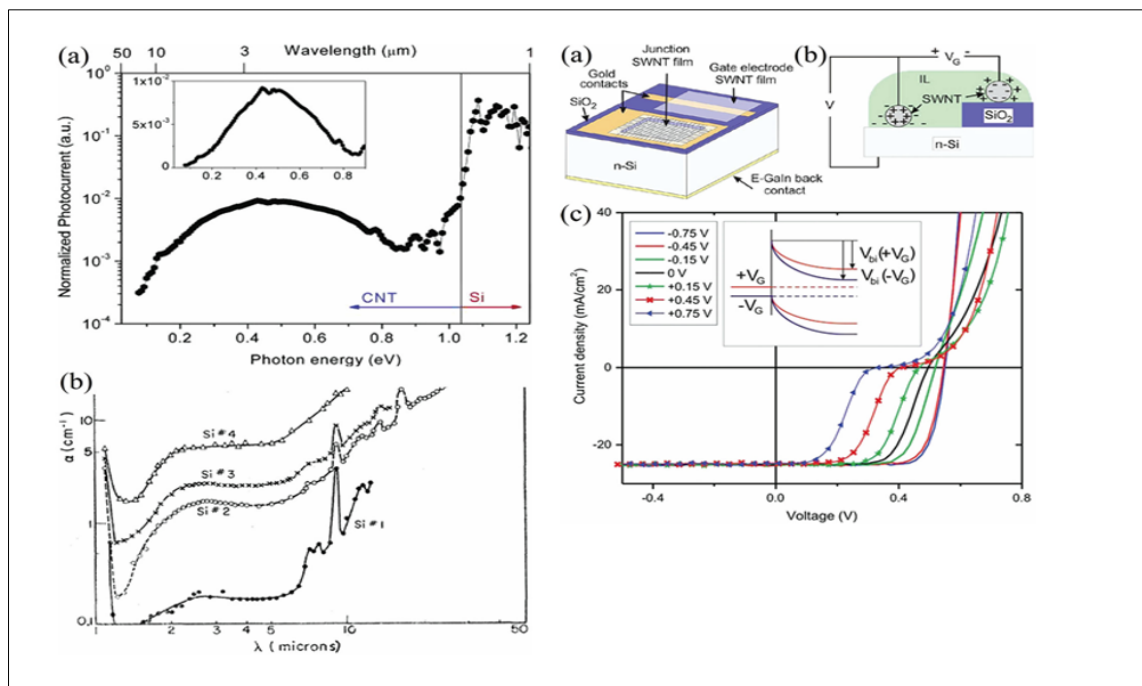 (a)
Wavelength (μm)
50 10 3 1
Normalized Photocurrent (a.u.)
10⁰
10⁻¹
10⁻²
10⁻³
10⁻⁴
1x10⁻²
5x10⁻³
0
0.2 0.4 0.6 0.8
CNT Si
0.2 0.4 0.6 0.8 1.0 1.2
Photon energy (eV)
(b)
α (cm⁻¹)
10
5
1
0.1
Si #4
Si #3
Si #2
Si #1
1 2 3 4 5 10 50
λ (microns)
(a)
Junction
SWNT film
Gold
contacts
Gate electrode
SWNT film
SiO₂
n-Si
E-GaIn back
contact
(b)
+ V_G -
V
IL
SWNT
SiO₂
n-Si
(c)
Current density (mA/cm²)
40
20
0
-20
-0.75 V
-0.45 V
-0.15 V
0 V
+0.15 V
+0.45 V
+0.75 V
V_bi(+V_G)
V_bi(-V_G)
+V_G
-V_G
-0.4 0.0 0.4 0.8
Voltage (V)